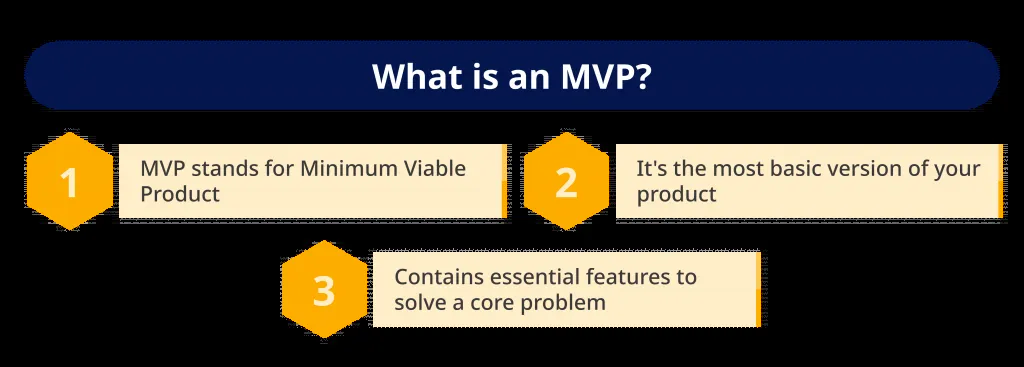 What is an MVP?
1
MVP stands for Minimum Viable
Product
2
It's the most basic version of your
product
3
Contains essential features to
solve a core problem